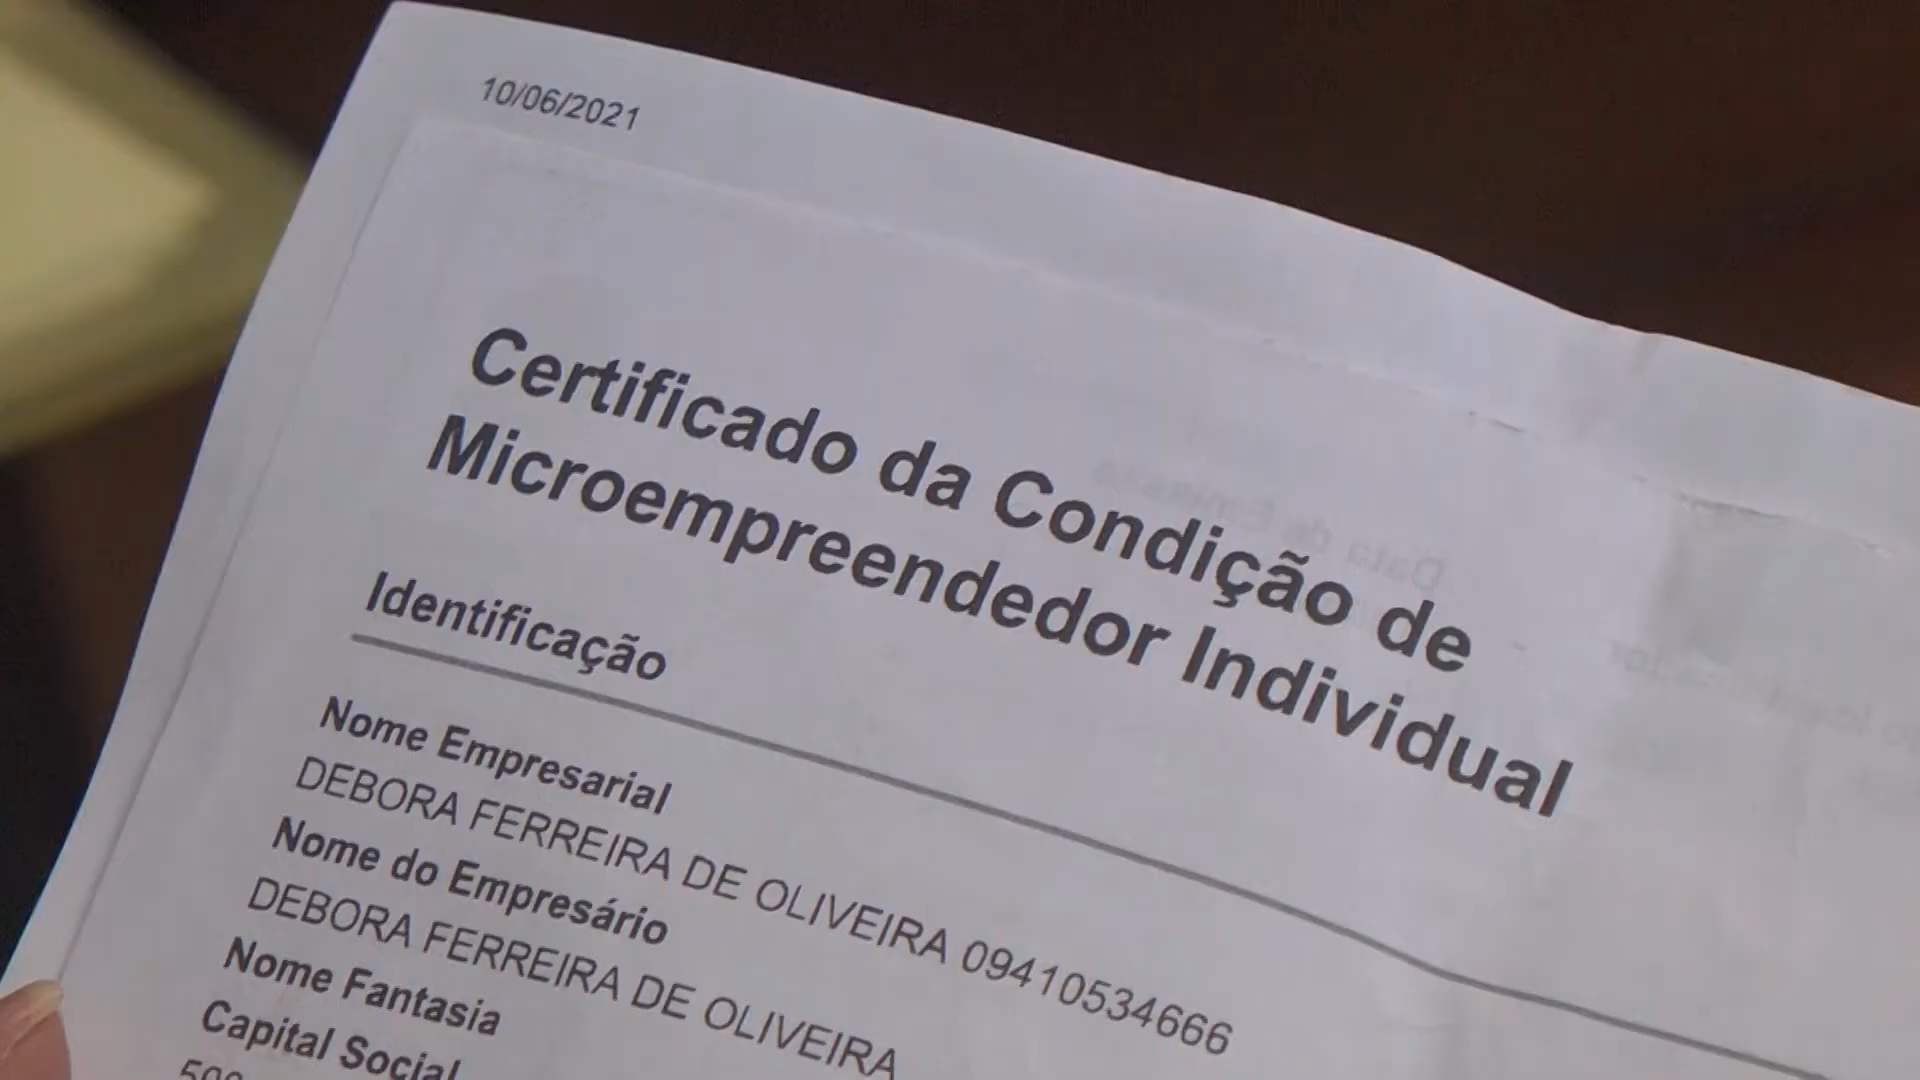 10/06/2021
Certificado da Condição de
Microempreendedor Individual
Identificação
Nome Empresarial
DEBORA FERREIRA DE OLIVEIRA 09410534666
Nome do Empresário
DEBORA FERREIRA DE OLIVEIRA
Nome Fantasia
Capital Social